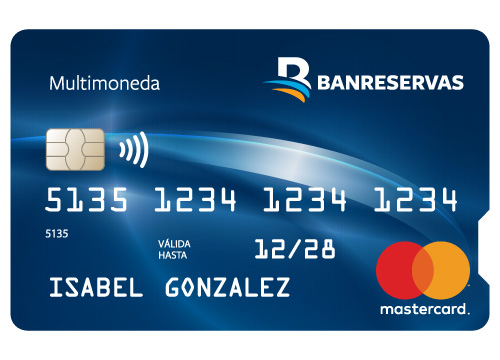 Multimoneda
BANRESERVAS
5135 1234 1234 1234
5135
VÁLIDA
HASTA
12/28
ISABEL GONZALEZ
mastercard.